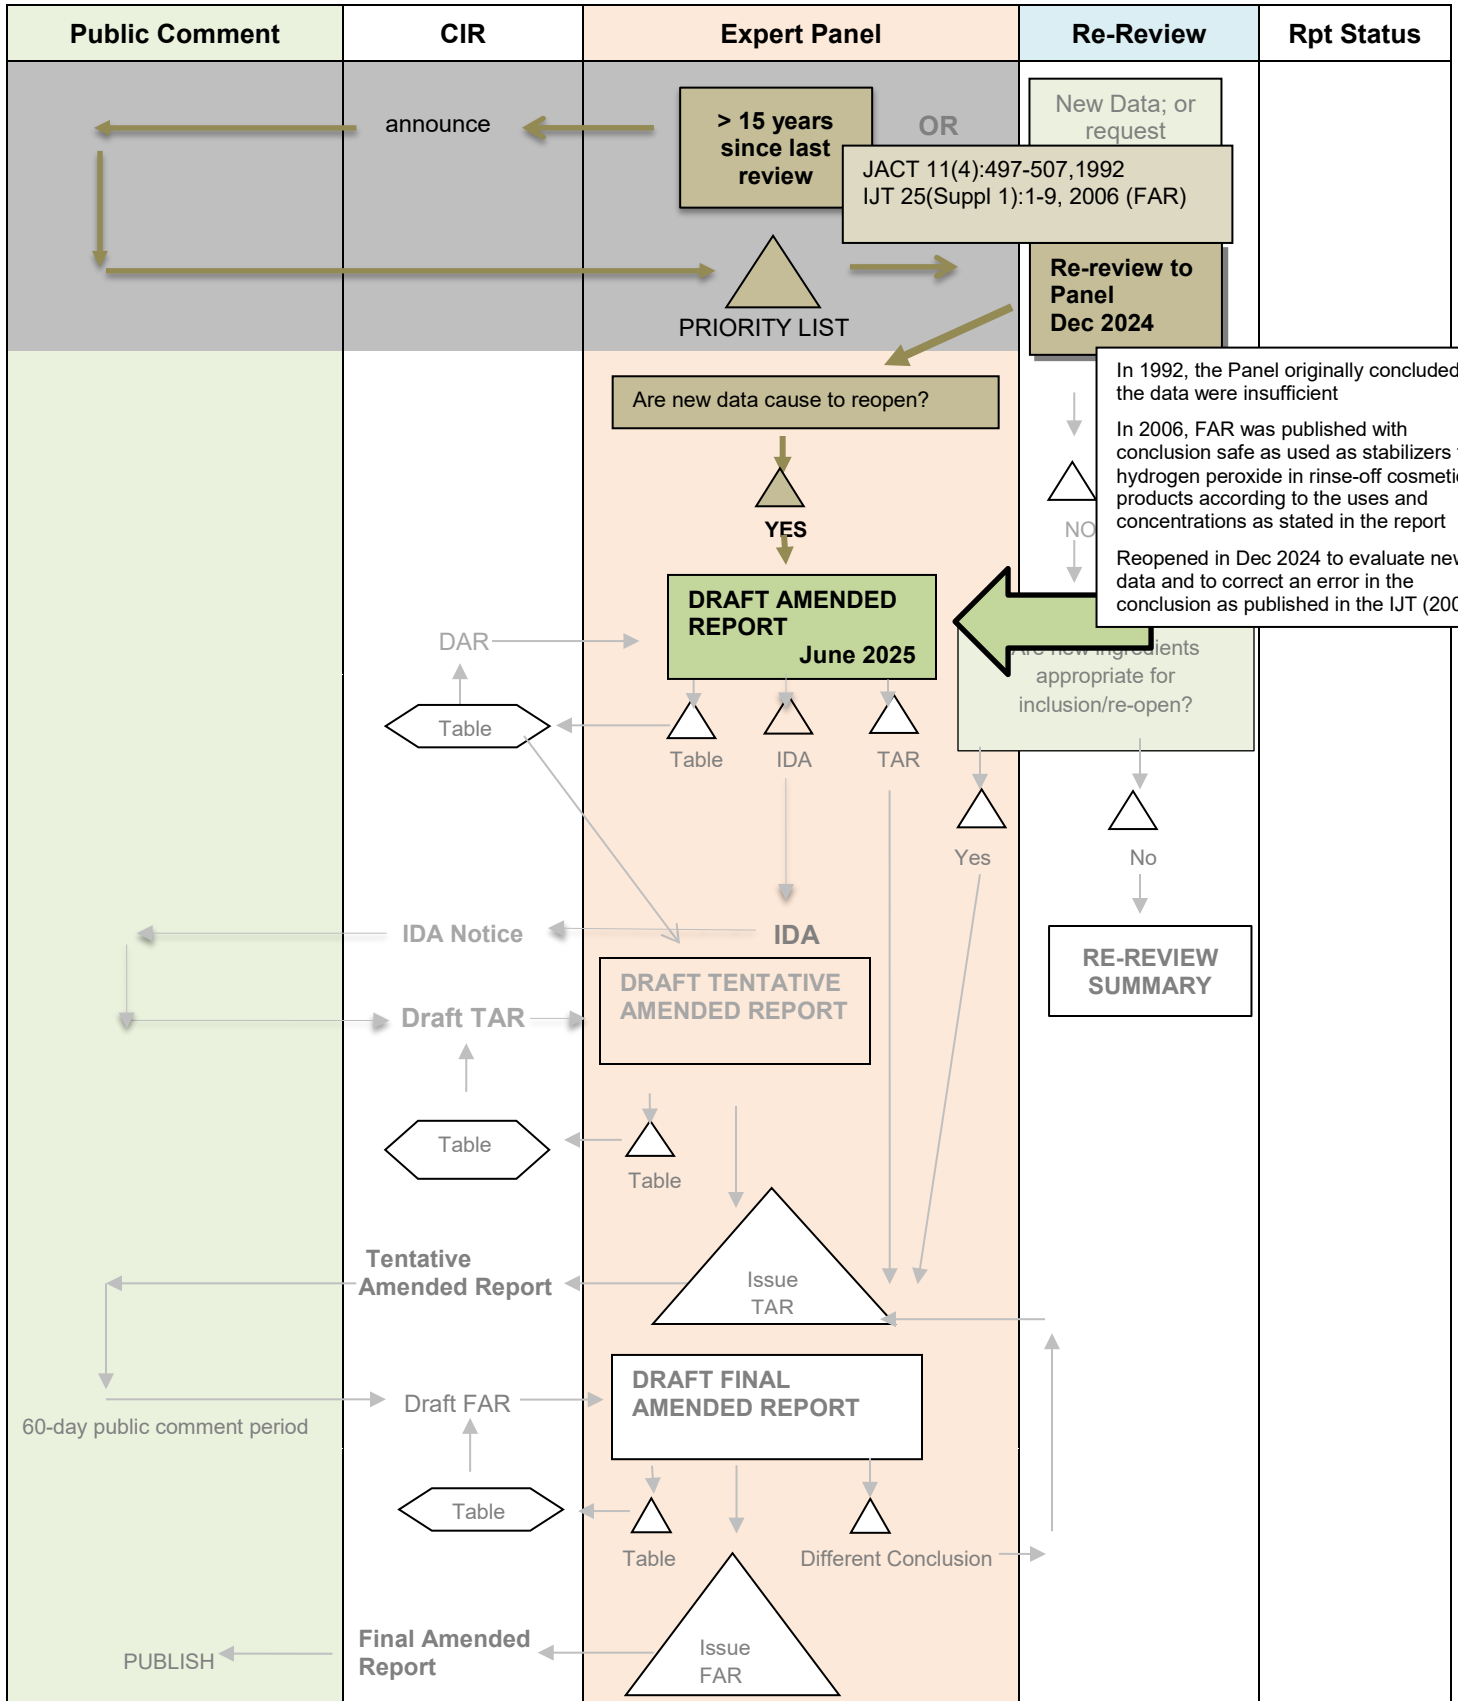 Public Comment
CIR
Expert Panel
Re-Review
Rpt Status
announce
> 15 years
since last
review
OR
New Data; or
request
JACT 11(4):497-507,1992
IJT 25(Suppl 1):1-9, 2006 (FAR)
PRIORITY LIST
Re-review to
Panel
Dec 2024
Are new data cause to reopen?
YES
In 1992, the Panel originally concluded
the data were insufficient
In 2006, FAR was published with
conclusion safe as used as stabilizers
hydrogen peroxide in rinse-off
products according to the uses and
concentrations as stated in the report
Reopened in Dec 2024 to evaluate
data and to correct an error in the
conclusion as published in the IJT
NO
DRAFT AMENDED
REPORT
June 2025
DAR
Table
Table
IDA
TAR
Are new ingredients
appropriate for
inclusion/re-open?
Yes
No
IDA Notice
IDA
DRAFT TENTATIVE
AMENDED REPORT
RE-REVIEW
SUMMARY
Draft TAR
Table
Table
Tentative
Amended Report
Issue
TAR
DRAFT FINAL
AMENDED REPORT
Draft FAR
60-day public comment period
Table
Table
Different Conclusion
PUBLISH
Final Amended
Report
Issue
FAR